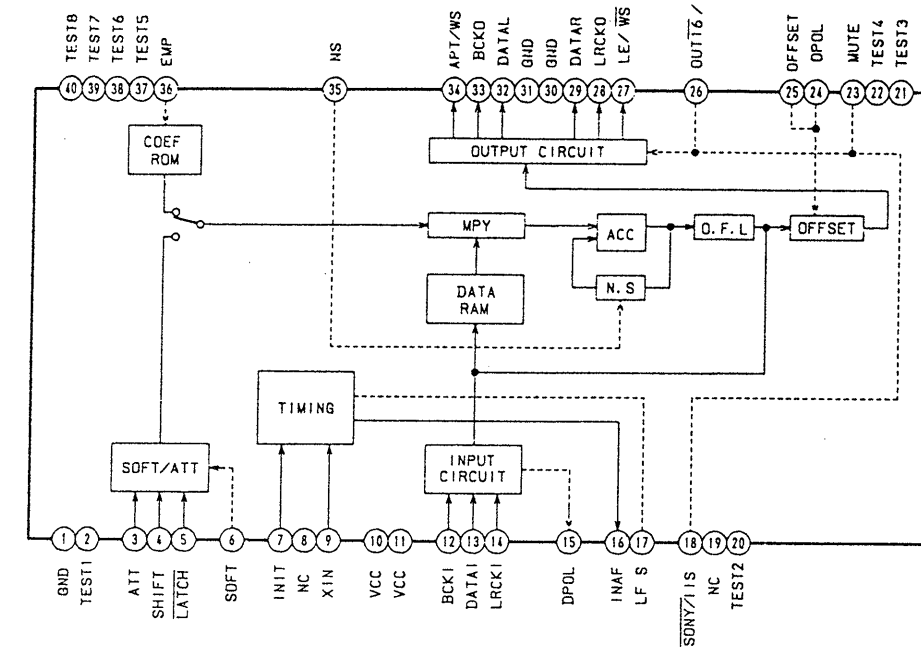 TEST8
TEST7
TEST6
TEST5
EMP
NS
APT/WS
BCKO
DATAL
GND
GND
DATAR
LRCKO
LE/WS
OUT16/
OFFSET
OPOL
MUTE
TEST4
TEST3
40
39
38
37
36
35
34
33
32
31
30
29
28
27
26
25
24
23
22
21
COEF
ROM
OUTPUT CIRCUIT
MPY
ACC
O.F.L
OFFSET
N.S
DATA
RAM
TIMING
SOFT/ATT
INPUT
CIRCUIT
1
2
3
4
5
6
7
8
9
10
11
12
13
14
15
16
17
18
19
20
GND
TEST1
ATT
SHIFT
LATCH
SOFT
INIT
NC
XIN
VCC
VCC
BCKI
DATAI
LRCKI
DPOL
INAF
LF S
SONY/IIS
NC
TEST2